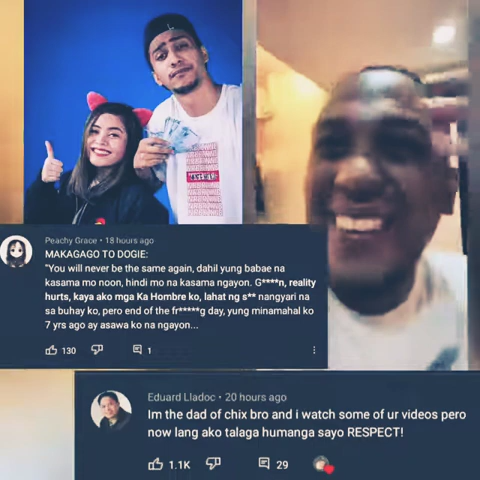 Peachy Grace • 18 hours ago
MAKAGAGO TO DOGIE:
"You will never be the same again, dahil yung babae na
kasama mo noon, hindi mo na kasama ngayon. G****n, reality
hurts, kaya ako mga Ka Hombre ko, lahat ng s** nangyari na
sa buhay ko, pero end of the fr*****g day, yung minamahal ko
7 yrs ago ay asawa ko na ngayon...
130
1
Eduard Lladoc • 20 hours ago
Im the dad of chix bro and i watch some of ur videos pero
now lang ako talaga humanga sayo RESPECT!
1.1K
29